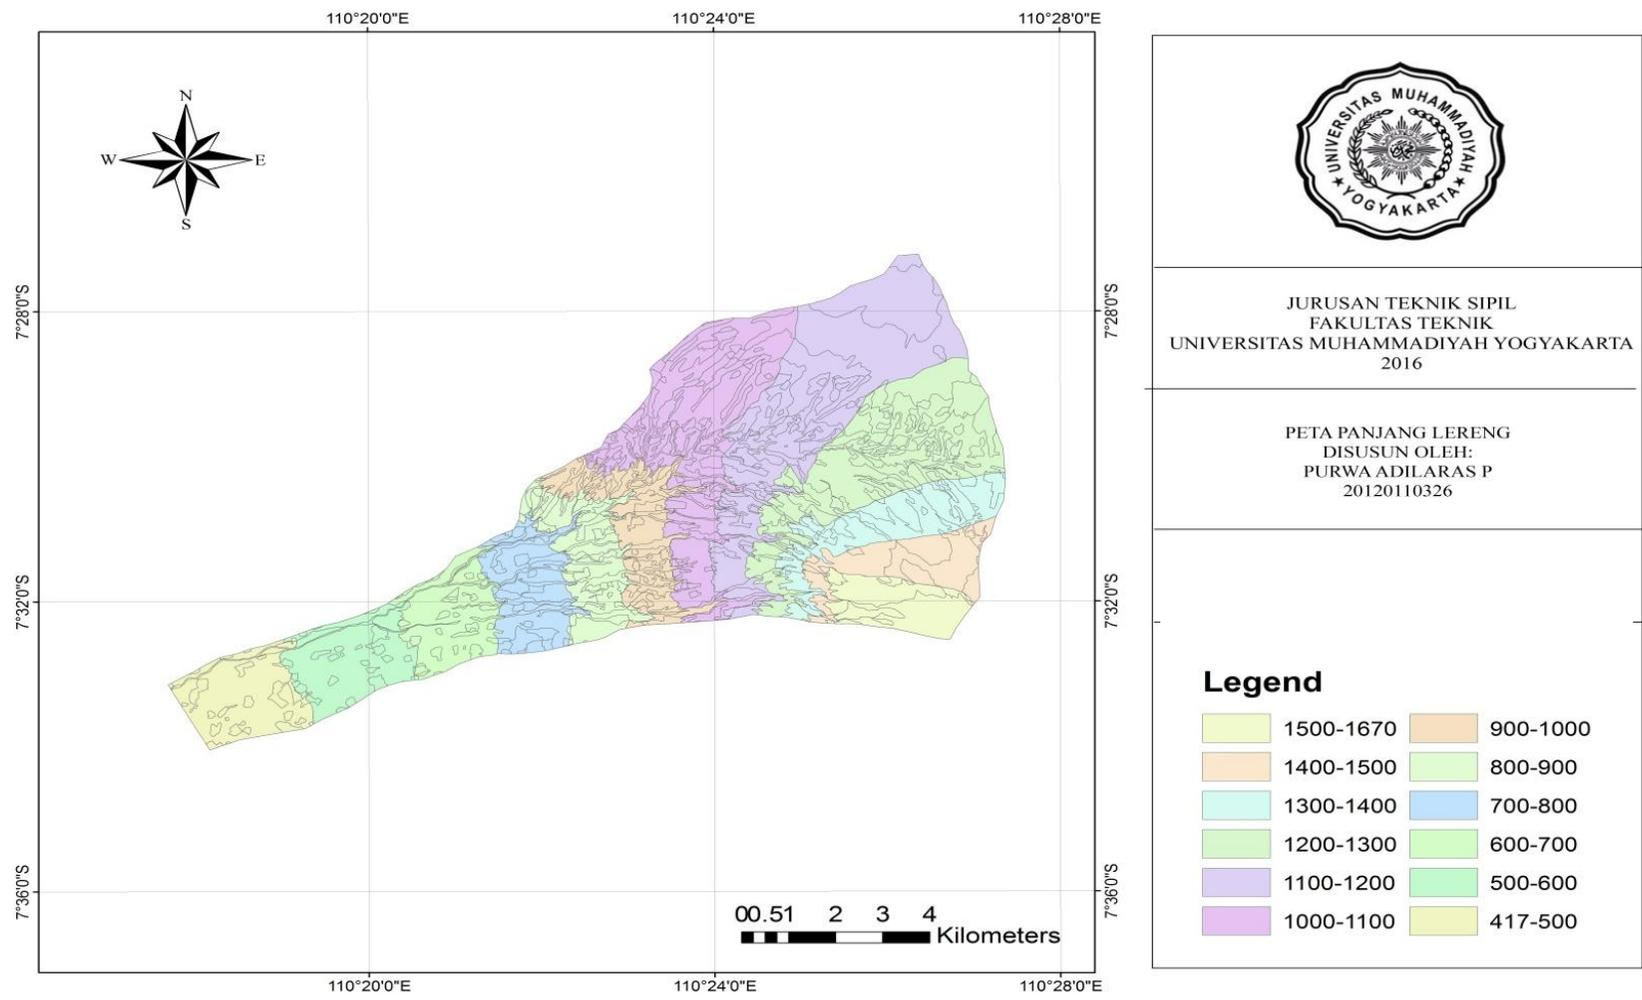 110°20'0"E
110°24'0"E
110°28'0"E
N
W
E
S
7°28'0"S
7°28'0"S
7°32'0"S
7°32'0"S
7°36'0"S
7°36'0"S
00.51 2 3 4
Kilometers
110°20'0"E
110°24'0"E
110°28'0"E
UNIVERSITAS MUHAMMADIYAH
YOGYAKARTA
JURUSAN TEKNIK SIPIL
FAKULTAS TEKNIK
UNIVERSITAS MUHAMMADIYAH YOGYAKARTA
2016
PETA PANJANG LERENG
DISUSUN OLEH:
PURWA ADILARAS P
20120110326
Legend
1500-1670
1400-1500
1300-1400
1200-1300
1100-1200
1000-1100
900-1000
800-900
700-800
600-700
500-600
417-500